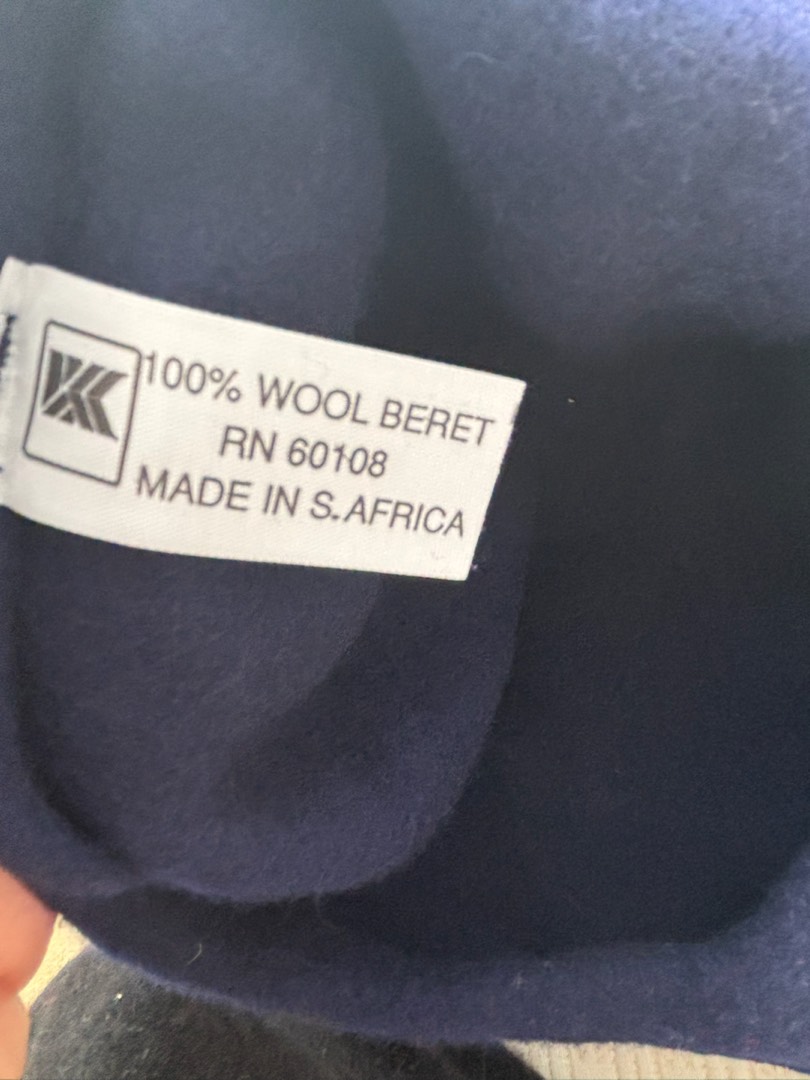 100% WOOL BERET
RN 60108
MADE IN S.AFRICA